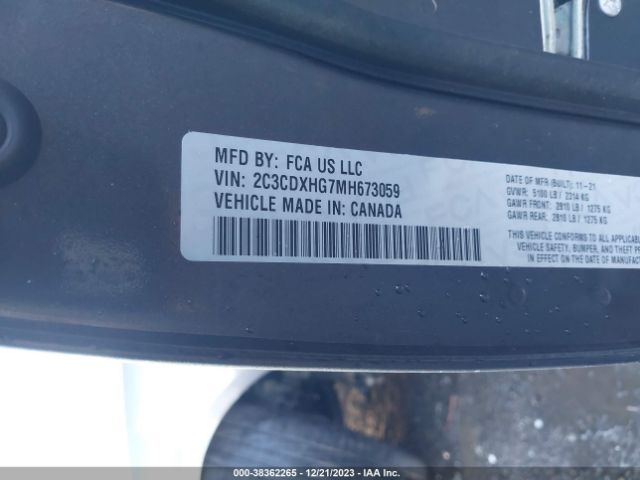 MFD BY: FCA US LLC
VIN: 2C3CDXHG7MH673059
VEHICLE MADE IN: CANADA
DATE OF MFR (BUILT): 11-21
GVWR: 5100 LB / 2314 KG
GAWR FRONT: 2810 LB / 1275 KG
GAWR REAR: 2810 LB / 1275 KG
THIS VEHICLE CONFORMS TO ALL APPLICABL
VEHICLE SAFETY, BUMPER, AND THEFT P
IN EFFECT ON THE DATE OF MANUFACT
000-38362265 - 12/21/2023 - IAA Inc.